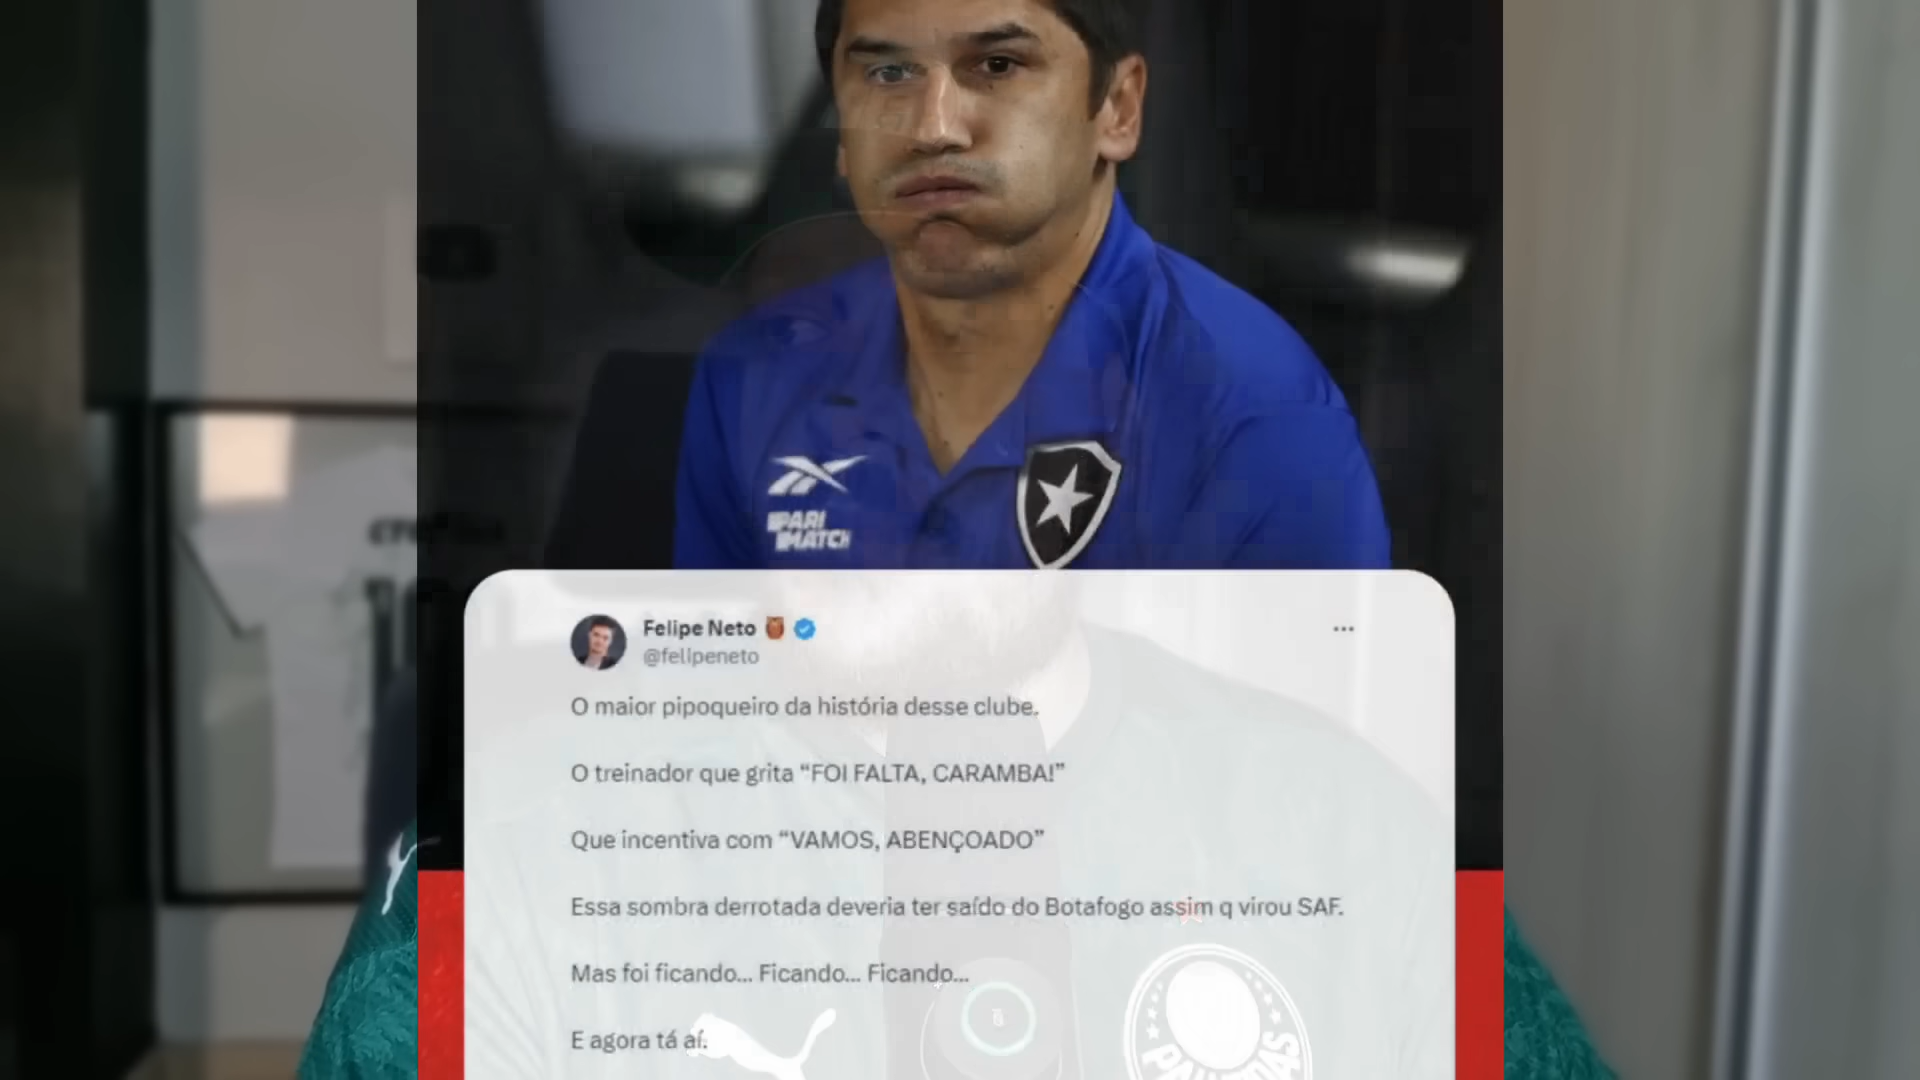 PARI
MATCH
Felipe Neto
@felipeneto
O maior pipoqueiro da história desse clube.
O treinador que grita “FOI FALTA, CARAMBA!”
Que incentiva com “VAMOS, ABENÇOADO”
Essa sombra derrotada deveria ter saído do Botafogo assim q virou SAF.
Mas foi ficando... Ficando... Ficando...
E agora tá aí.
PALMEIRAS